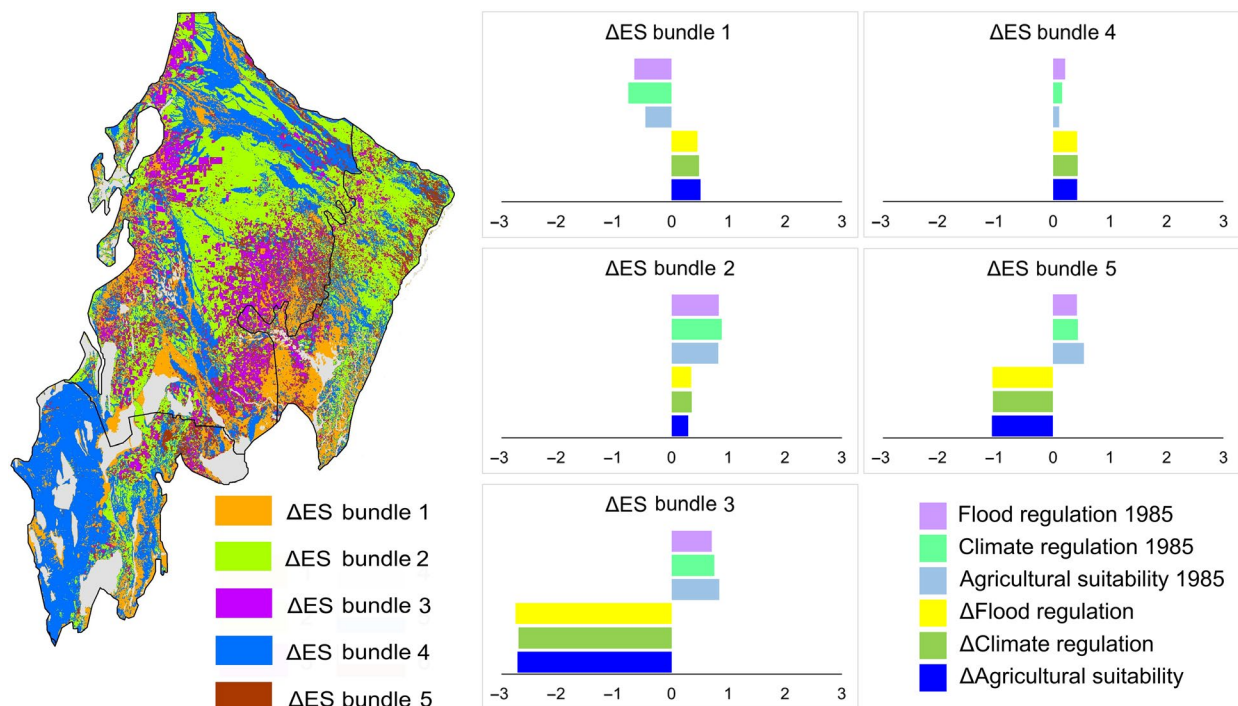 ΔES bundle 1
−3 −2 −1 0 1 2 3
ΔES bundle 4
−3 −2 −1 0 1 2 3
ΔES bundle 2
−3 −2 −1 0 1 2 3
ΔES bundle 5
−3 −2 −1 0 1 2 3
ΔES bundle 3
−3 −2 −1 0 1 2 3
ΔES bundle 1
ΔES bundle 2
ΔES bundle 3
ΔES bundle 4
ΔES bundle 5
Flood regulation 1985
Climate regulation 1985
Agricultural suitability 1985
ΔFlood regulation
ΔClimate regulation
ΔAgricultural suitability